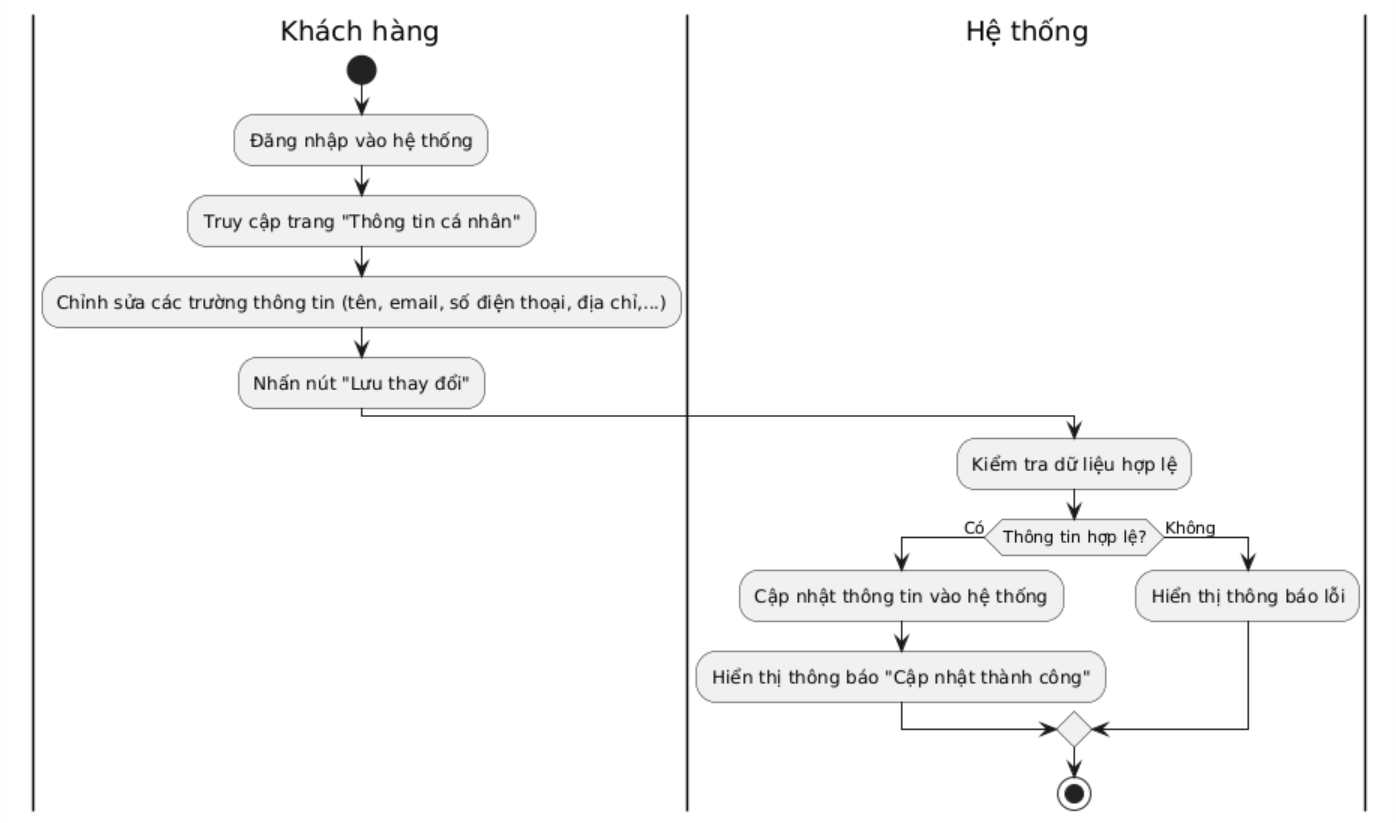 Khách hàng
Hệ thống
Đăng nhập vào hệ thống
Truy cập trang "Thông tin cá nhân"
Chỉnh sửa các trường thông tin (tên, email, số điện thoại, địa chỉ,...)
Nhấn nút "Lưu thay đổi"
Kiểm tra dữ liệu hợp lệ
Có
Thông tin hợp lệ?
Không
Cập nhật thông tin vào hệ thống
Hiển thị thông báo lỗi
Hiển thị thông báo "Cập nhật thành công"